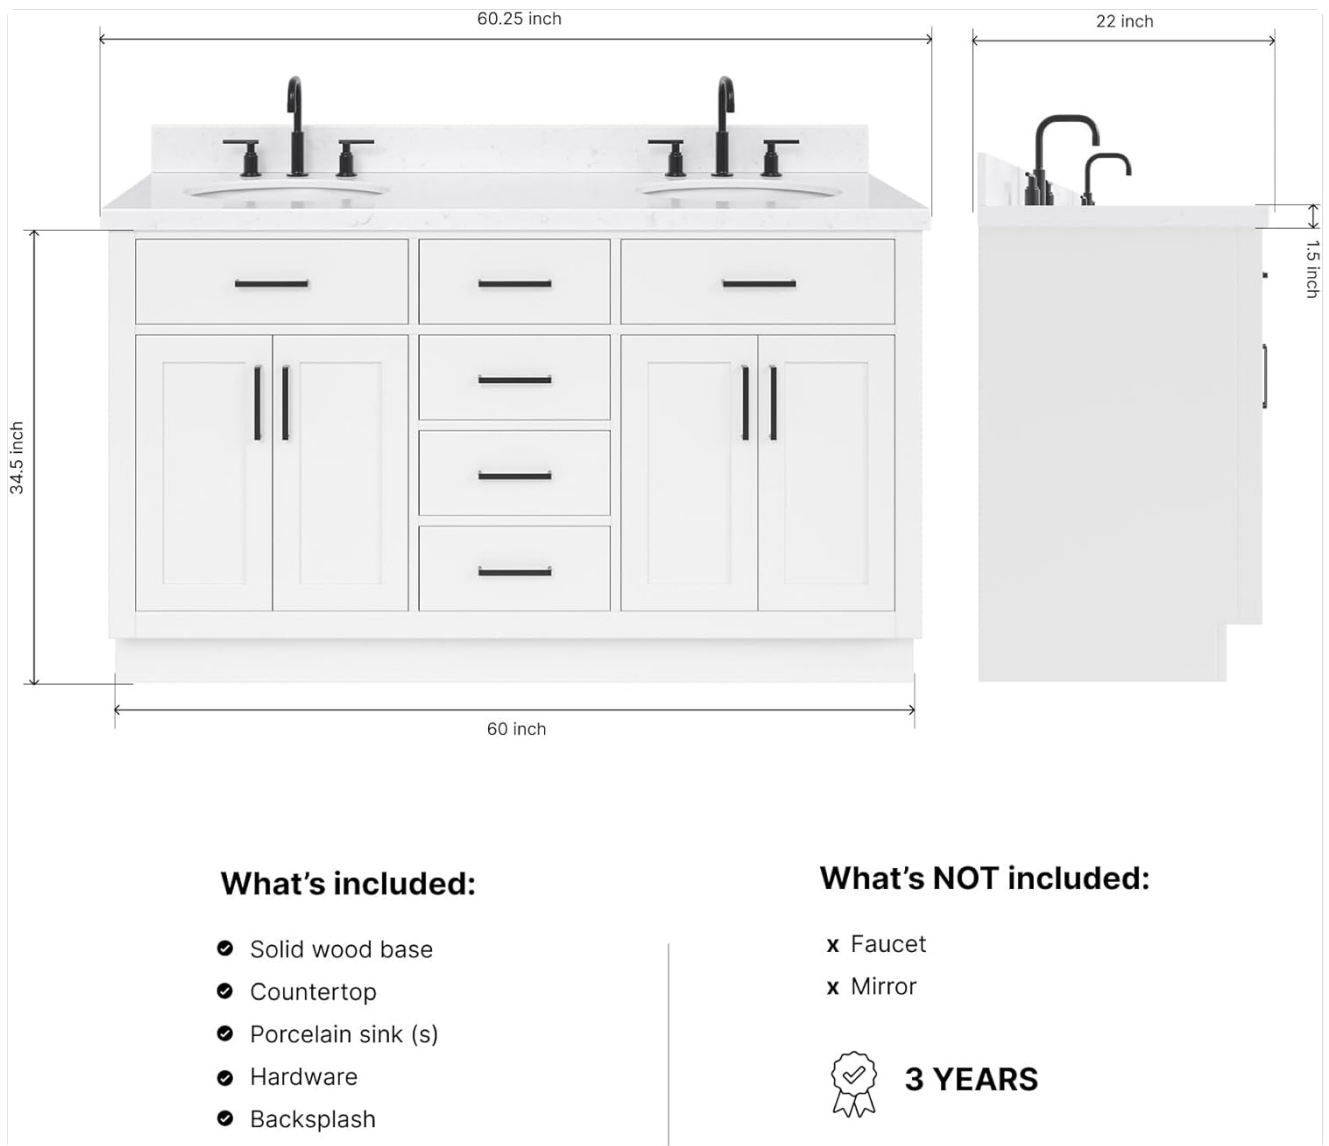 60.25 inch
22 inch
1.5 inch
34.5 inch
60 inch
What's included:
Solid wood base
Countertop
Porcelain sink (s)
Hardware
Backsplash
What's NOT included:
x Faucet
x Mirror
3 YEARS